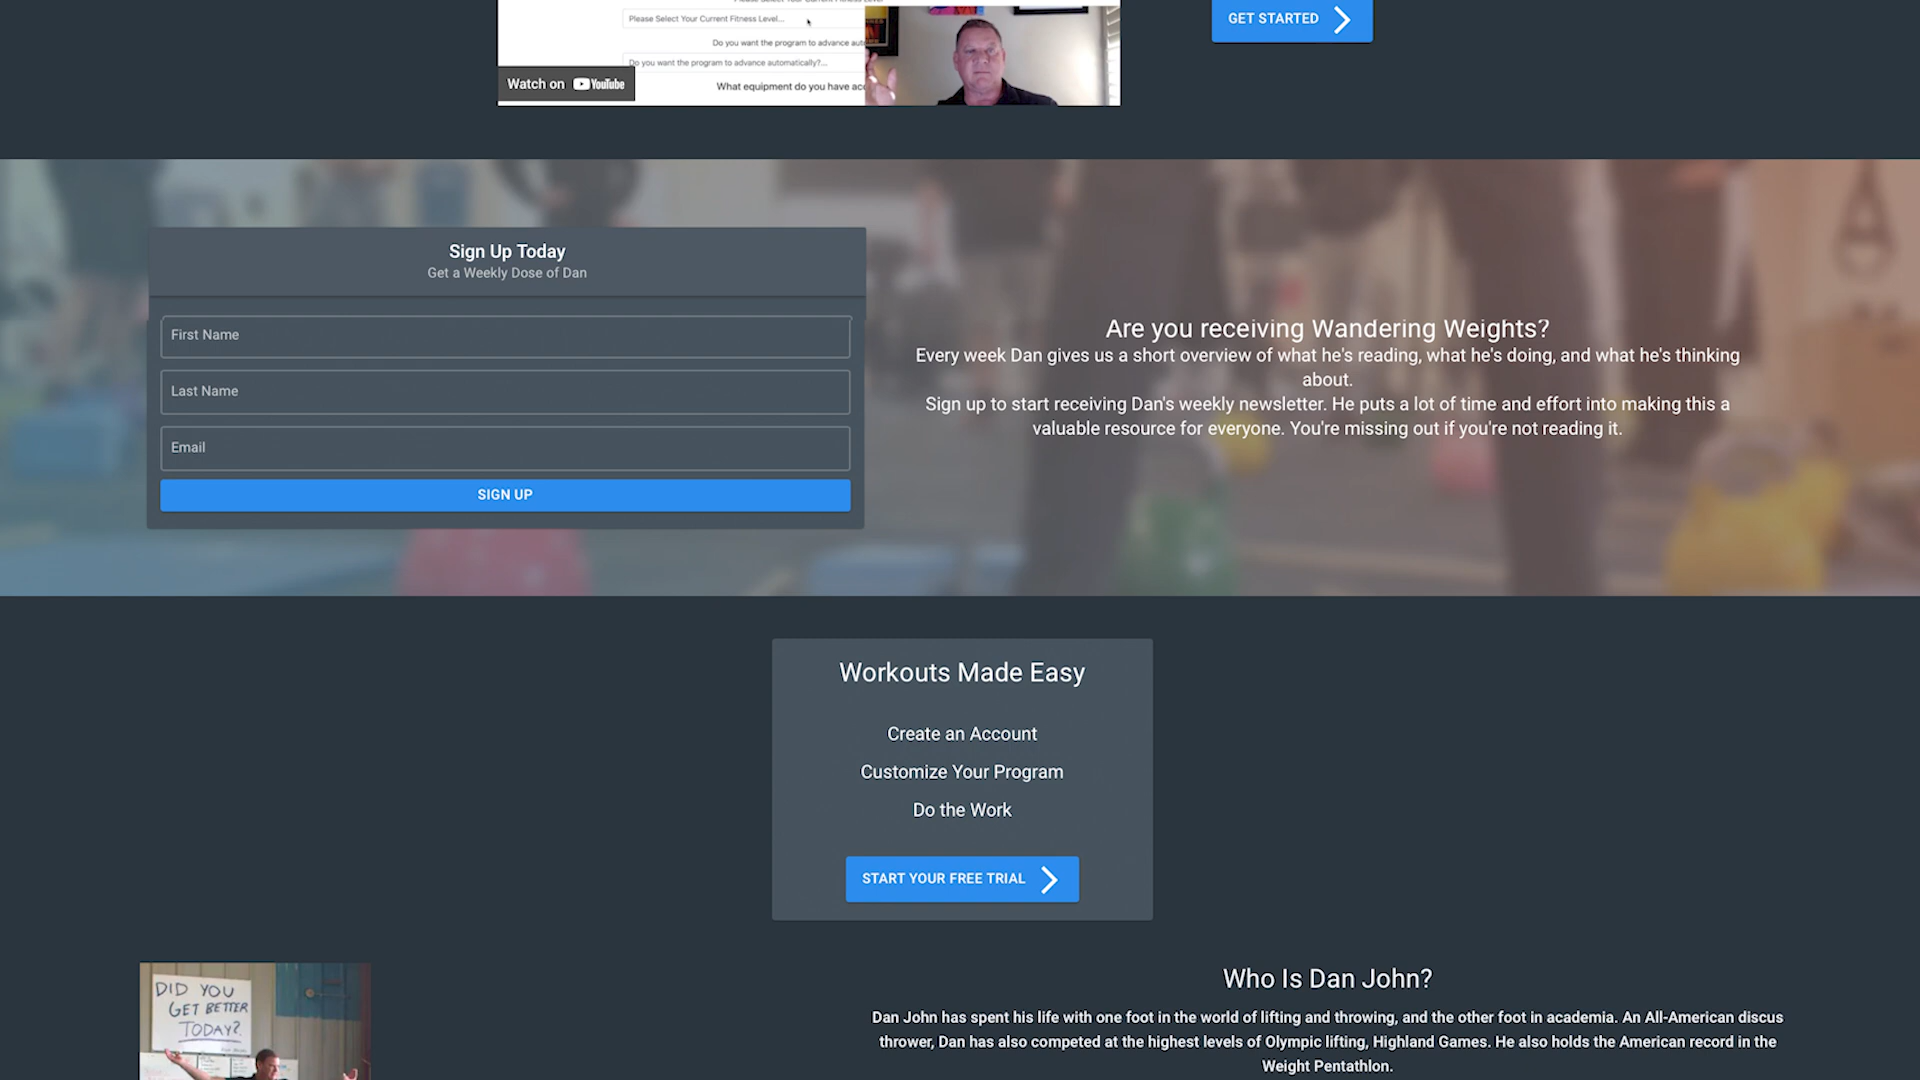 Please Select Your Current Fitness Level...
Do you want the program to advance
Do you want the program to advance automatically?...
What equipment do you have
Watch on YouTube
GET STARTED
Sign Up Today
Get a Weekly Dose of Dan
First Name
Last Name
Email
SIGN UP
Are you receiving Wandering Weights?
Every week Dan gives us a short overview of what he's reading, what he's doing, and what he's thinking
about.
Sign up to start receiving Dan's weekly newsletter. He puts a lot of time and effort into making this a
valuable resource for everyone. You're missing out if you're not reading it.
Workouts Made Easy
Create an Account
Customize Your Program
Do the Work
START YOUR FREE TRIAL
DID YOU
GET BETTER
TODAY?
Who Is Dan John?
Dan John has spent his life with one foot in the world of lifting and throwing, and the other foot in academia. An All-American discus
thrower, Dan has also competed at the highest levels of Olympic lifting, Highland Games. He also holds the American record in the
Weight Pentathlon.